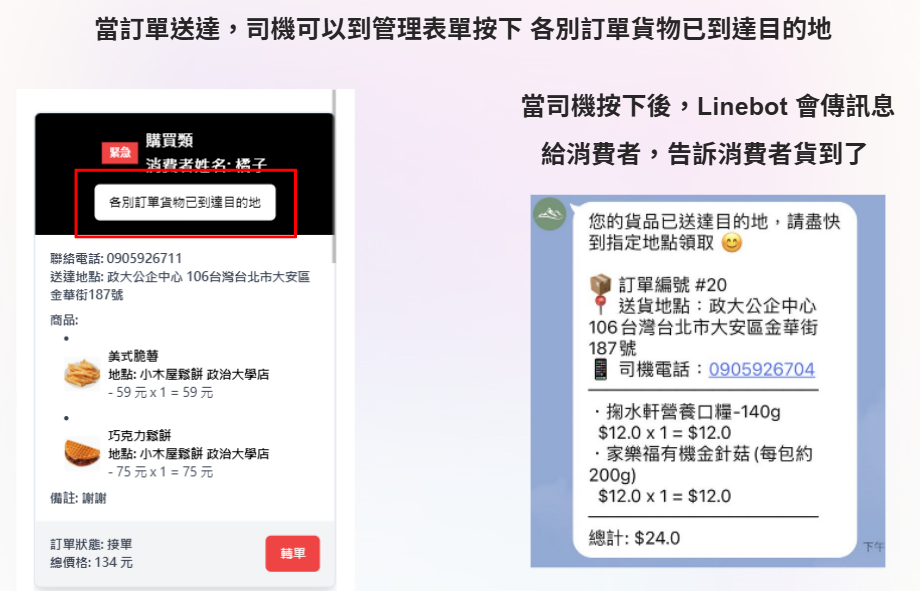 當訂單送達，司機可以到管理表單按下 各別訂單貨物已到達目的地
緊急
購買類
消費者姓名: 橘子
各別訂單貨物已到達目的地
聯絡電話: 0905926711
送達地點: 政大公企中心 106台灣台北市大安區
金華街187號
商品:
美式脆薯
地點: 小木屋鬆餅 政治大學店
- 59 元 x 1 = 59 元
巧克力鬆餅
地點: 小木屋鬆餅 政治大學店
- 75 元 x 1 = 75 元
備註: 謝謝
訂單狀態: 接單
總價格: 134 元
轉單
當司機按下後，Linebot 會傳訊息
給消費者，告訴消費者貨到了
您的貨品已送達目的地，請盡快
到指定地點領取 😊
📦 訂單編號 #20
📍 送貨地點：政大公企中心
106台灣台北市大安區金華街
187號
📱 司機電話：0905926704
・掬水軒營養口糧-140g
$12.0 x 1 = $12.0
・家樂福有機金針菇 (每包約
200g)
$12.0 x 1 = $12.0
總計: $24.0
下午